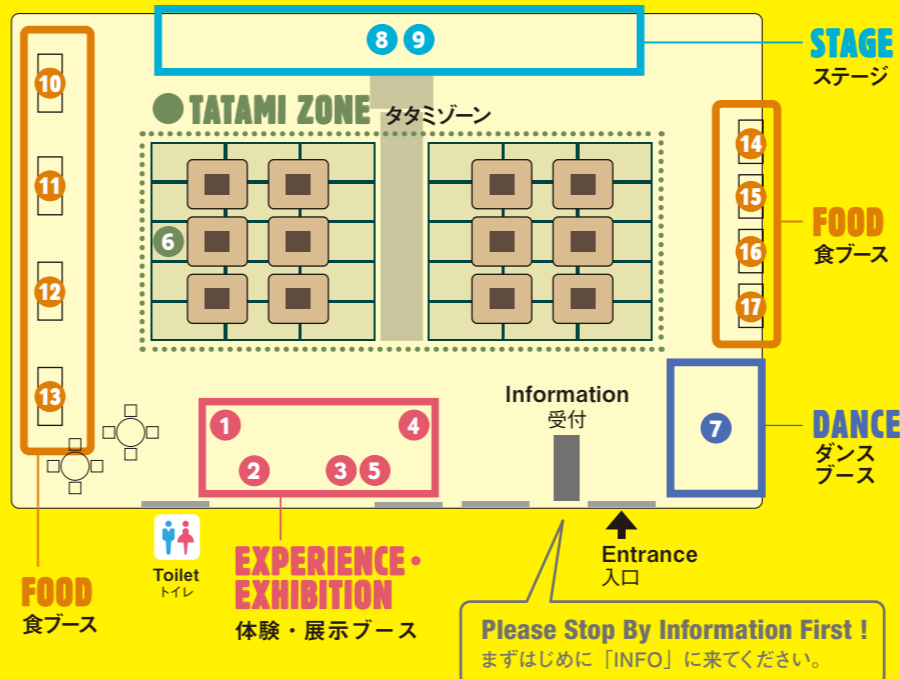 8 9
STAGE
ステージ
10
TATAMI ZONE タタミゾーン
11
12
13
6
14
15
16
17
FOOD
食ブース
Information
受付
7
DANCE
ダンス
ブース
1
4
2
3 5
Toilet
トイレ
EXPERIENCE・
EXHIBITION
体験・展示ブース
Entrance
入口
FOOD
食ブース
Please Stop By Information First !
まずはじめに「INFO」に来てください。